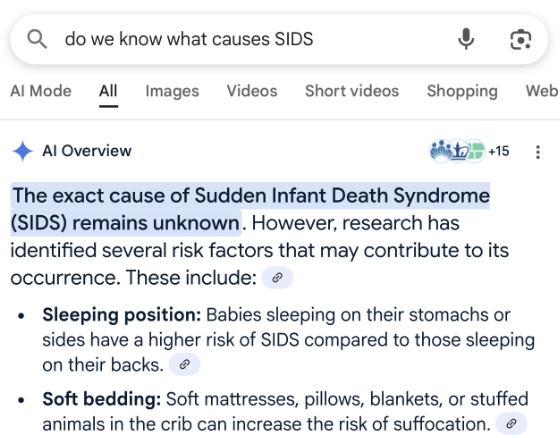 do we know what causes SIDS
AI Mode All Images Videos Short videos Shopping Web
AI Overview +15
The exact cause of Sudden Infant Death Syndrome
(SIDS) remains unknown. However, research has
identified several risk factors that may contribute to its
occurrence. These include:
• Sleeping position: Babies sleeping on their stomachs or
sides have a higher risk of SIDS compared to those sleeping
on their backs.
• Soft bedding: Soft mattresses, pillows, blankets, or stuffed
animals in the crib can increase the risk of suffocation.